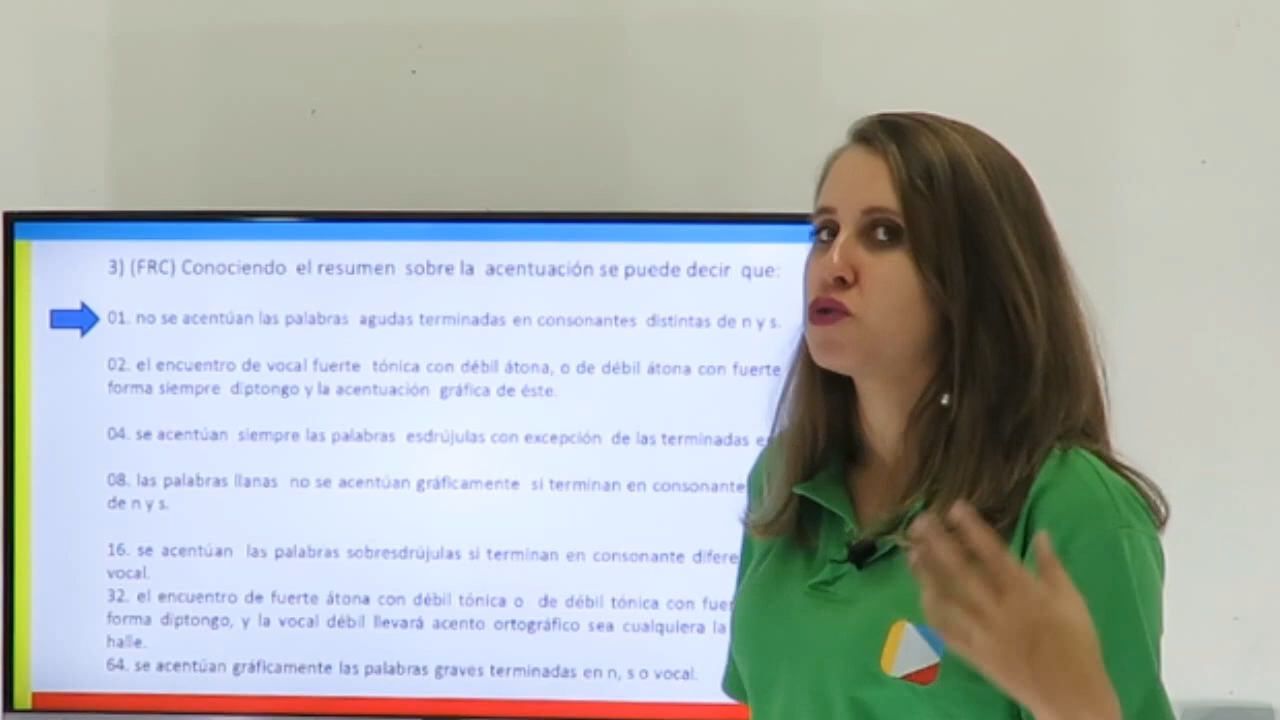 3) (FRC) Conociendo el resumen sobre la acentuación se puede decir que:
01. no se acentúan las palabras agudas terminadas en consonantes distintas de n y s.
02. el encuentro de vocal fuerte tónica con débil átona, o de débil átona con fuerte
forma siempre diptongo y la acentuación gráfica de éste.
04. se acentúan siempre las palabras esdrújulas con excepción de las terminadas
08. las palabras llanas no se acentúan gráficamente si terminan en consonante
de n y s.
16. se acentúan las palabras sobresdrújulas si terminan en consonante
vocal.
32. el encuentro de fuerte átona con débil tónica o de débil tónica con
forma diptongo, y la vocal débil llevará acento ortográfico sea cualquiera la
halle.
64. se acentúan gráficamente las palabras graves terminadas en n, s o vocal.